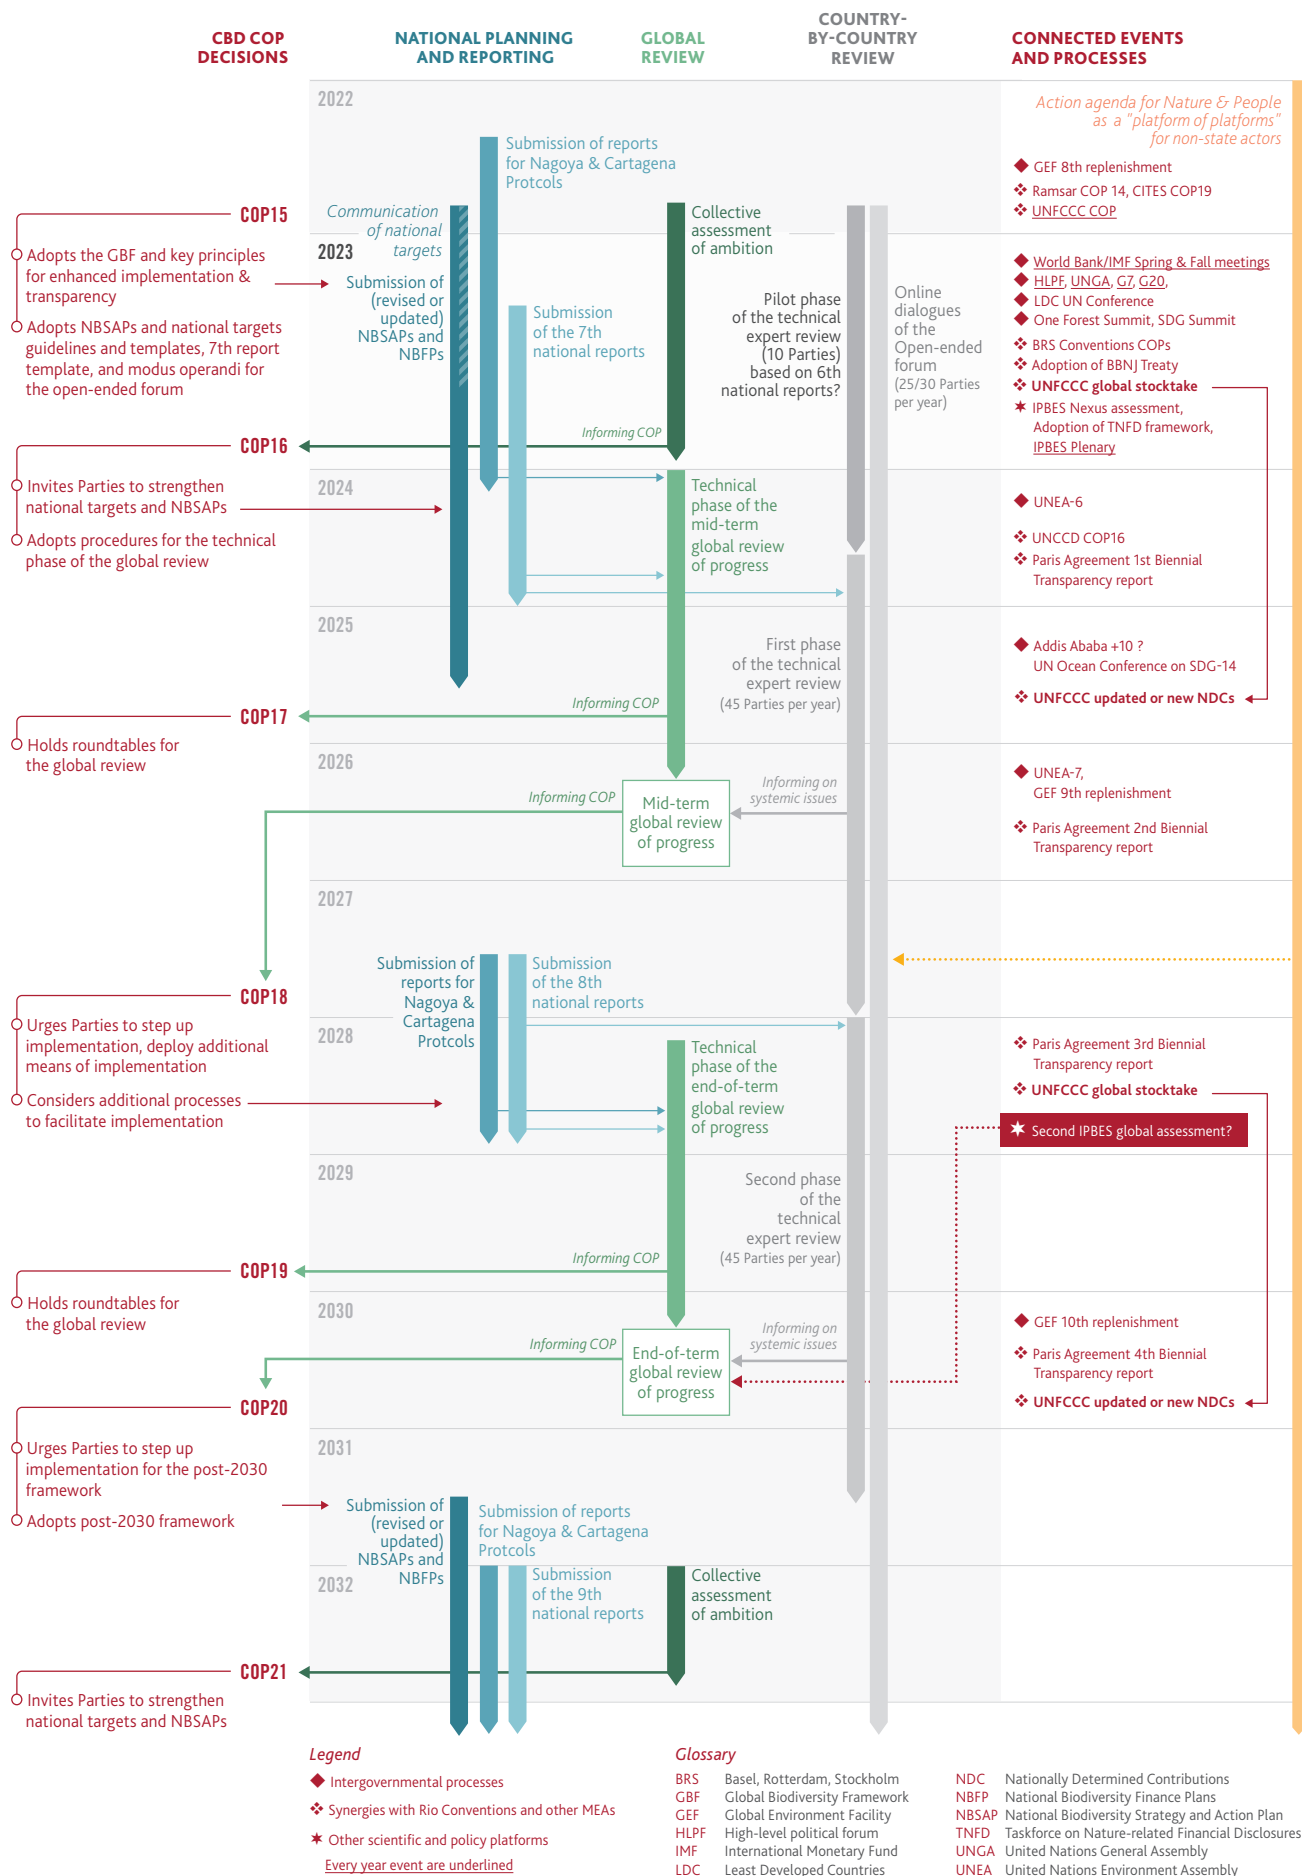 CBD COP
DECISIONS
NATIONAL PLANNING
AND REPORTING
GLOBAL
REVIEW
COUNTRY-
BY-COUNTRY
REVIEW
CONNECTED EVENTS
AND PROCESSES
2022
Action agenda for Nature & People
as a "platform of platforms"
for non-state actors
Submission of reports
for Nagoya & Cartagena
Protcols
GEF 8th replenishment
Ramsar COP 14, CITES COP19
UNFCCC COP
COP15
Communication
of national
targets
Collective
assessment
of ambition
2023
Adopts the GBF and key principles
for enhanced implementation &
transparency
Adopts NBSAPs and national targets
guidelines and templates, 7th report
template, and modus operandi for
the open-ended forum
Submission of
(revised or
updated)
NBSAPs and
NBFPs
Submission
of the 7th
national reports
Pilot phase
of the technical
expert review
(10 Parties)
based on 6th
national reports?
Online
dialogues
of the
Open-ended
forum
(25/30 Parties
per year)
World Bank/IMF Spring & Fall meetings
HLPF, UNGA, G7, G20,
LDC UN Conference
One Forest Summit, SDG Summit
BRS Conventions COPs
Adoption of BBNJ Treaty
UNFCCC global stocktake
IPBES Nexus assessment,
Adoption of TNFD framework,
IPBES Plenary
Informing COP
COP16
Invites Parties to strengthen
national targets and NBSAPs
Adopts procedures for the technical
phase of the global review
2024
Technical
phase of the
mid-term
global review
of progress
UNEA-6
UNCCD COP16
Paris Agreement 1st Biennial
Transparency report
2025
First phase
of the technical
expert review
(45 Parties per year)
Addis Ababa +10 ?
UN Ocean Conference on SDG-14
UNFCCC updated or new NDCs
Informing COP
COP17
Holds roundtables for
the global review
2026
Informing COP
Mid-term
global review
of progress
Informing on
systemic issues
UNEA-7,
GEF 9th replenishment
Paris Agreement 2nd Biennial
Transparency report
2027
Submission of
reports for
Nagoya &
Cartagena
Protcols
Submission
of the 8th
national reports
COP18
Urges Parties to step up
implementation, deploy additional
means of implementation
Considers additional processes
to facilitate implementation
2028
Technical
phase of the
end-of-term
global review
of progress
Paris Agreement 3rd Biennial
Transparency report
UNFCCC global stocktake
Second IPBES global assessment?
2029
Second phase
of the
technical
expert review
(45 Parties per year)
Informing COP
COP19
Holds roundtables for
the global review
2030
Informing COP
End-of-term
global review
of progress
Informing on
systemic issues
GEF 10th replenishment
Paris Agreement 4th Biennial
Transparency report
UNFCCC updated or new NDCs
COP20
Urges Parties to step up
implementation for the post-2030
framework
Adopts post-2030 framework
2031
Submission of
(revised or
updated)
NBSAPs and
NBFPs
Submission of reports
for Nagoya & Cartagena
Protcols
2032
Submission
of the 9th
national reports
Collective
assessment
of ambition
COP21
Invites Parties to strengthen
national targets and NBSAPs
Legend
Intergovernmental processes
Synergies with Rio Conventions and other MEAs
Other scientific and policy platforms
Every year event are underlined
Glossary
BRS Basel, Rotterdam, Stockholm
GBF Global Biodiversity Framework
GEF Global Environment Facility
HLPF High-level political forum
IMF International Monetary Fund
LDC Least Developed Countries
NDC Nationally Determined Contributions
NBFP National Biodiversity Finance Plans
NBSAP National Biodiversity Strategy and Action Plan
TNFD Taskforce on Nature-related Financial Disclosures
UNGA United Nations General Assembly
UNEA United Nations Environment Assembly